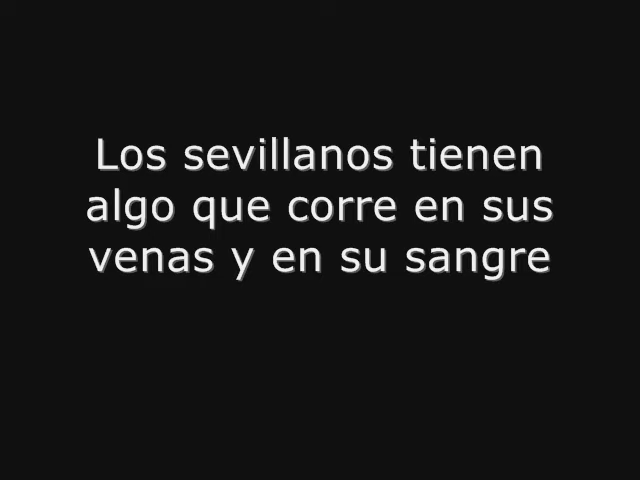 Los sevillanos tienen
algo que corre en sus
venas y en su sangre